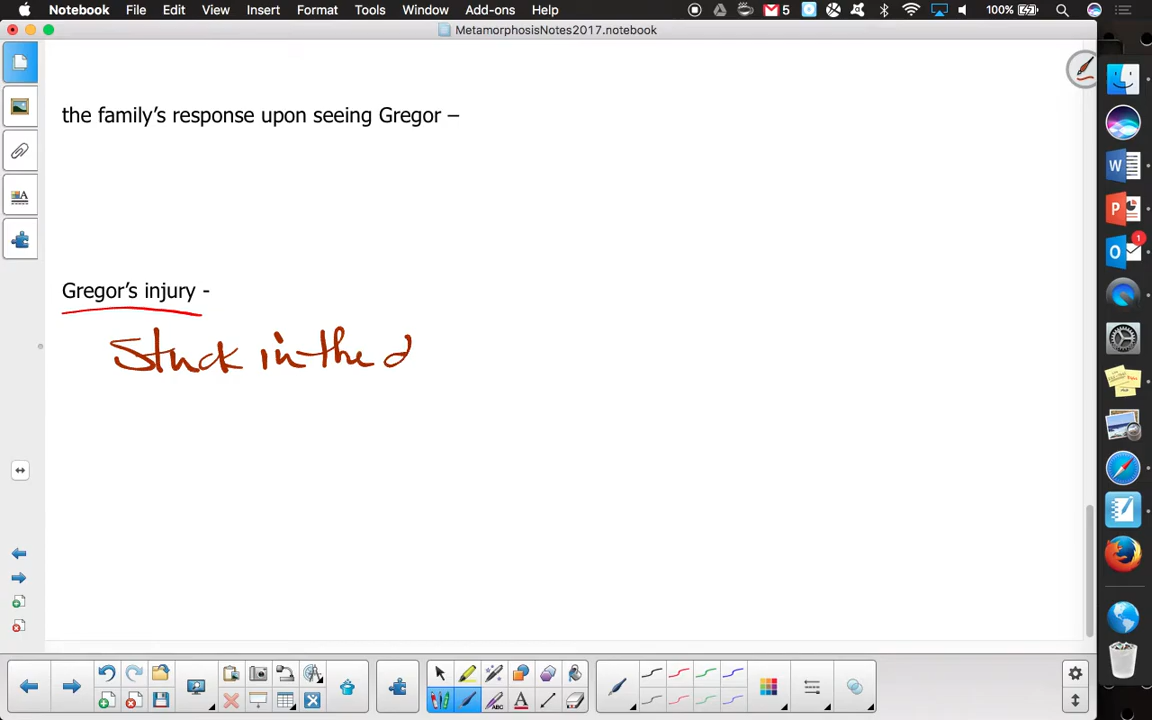 Notebook File Edit View Insert Format Tools Window Add-ons Help 5 100%
MetamorphosisNotes2017.notebook
the family's response upon seeing Gregor –
Gregor's injury -
Stuck in the d